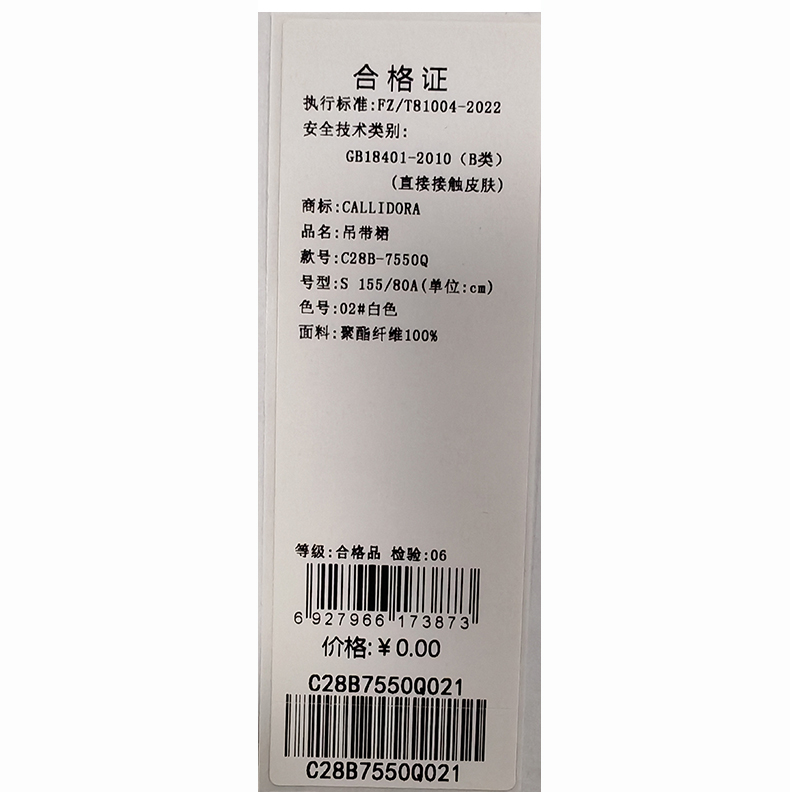 合格证
执行标准:FZ/T81004-2022
安全技术类别:
GB18401-2010（B类）
(直接接触皮肤)
商标:CALLIDORA
品名:吊带裙
款号:C28B-7550Q
号型:S 155/80A(单位:cm)
色号:02#白色
面料:聚酯纤维100%
等级:合格品 检验:06
6 927966 173873
价格:¥0.00
C28B7550Q021
C28B7550Q021